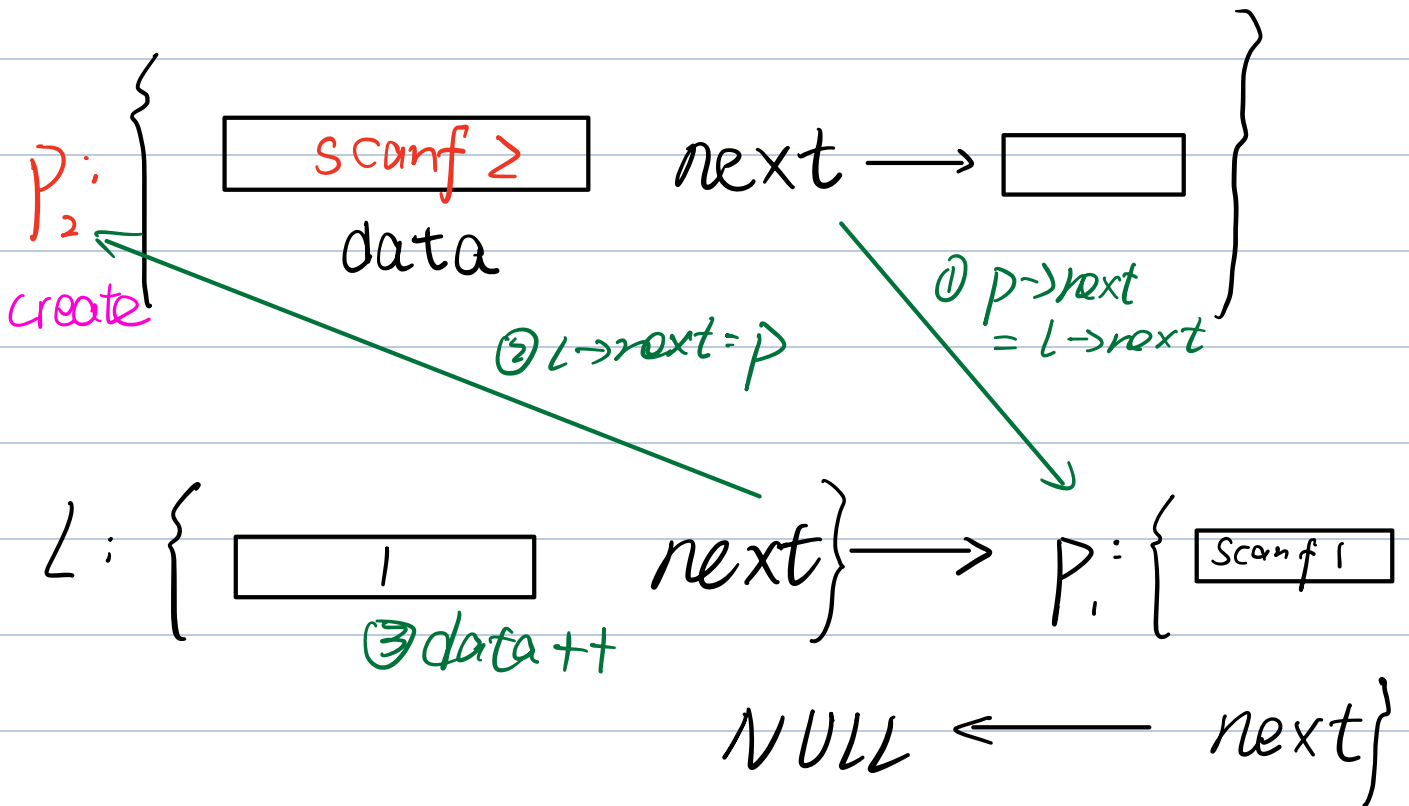 p2: { scanf 2 next → }
data
create
① p→next
= l→next
② L→next=p
L: { 1 next} → p1: { scanf 1
③ data++
NULL ← next}